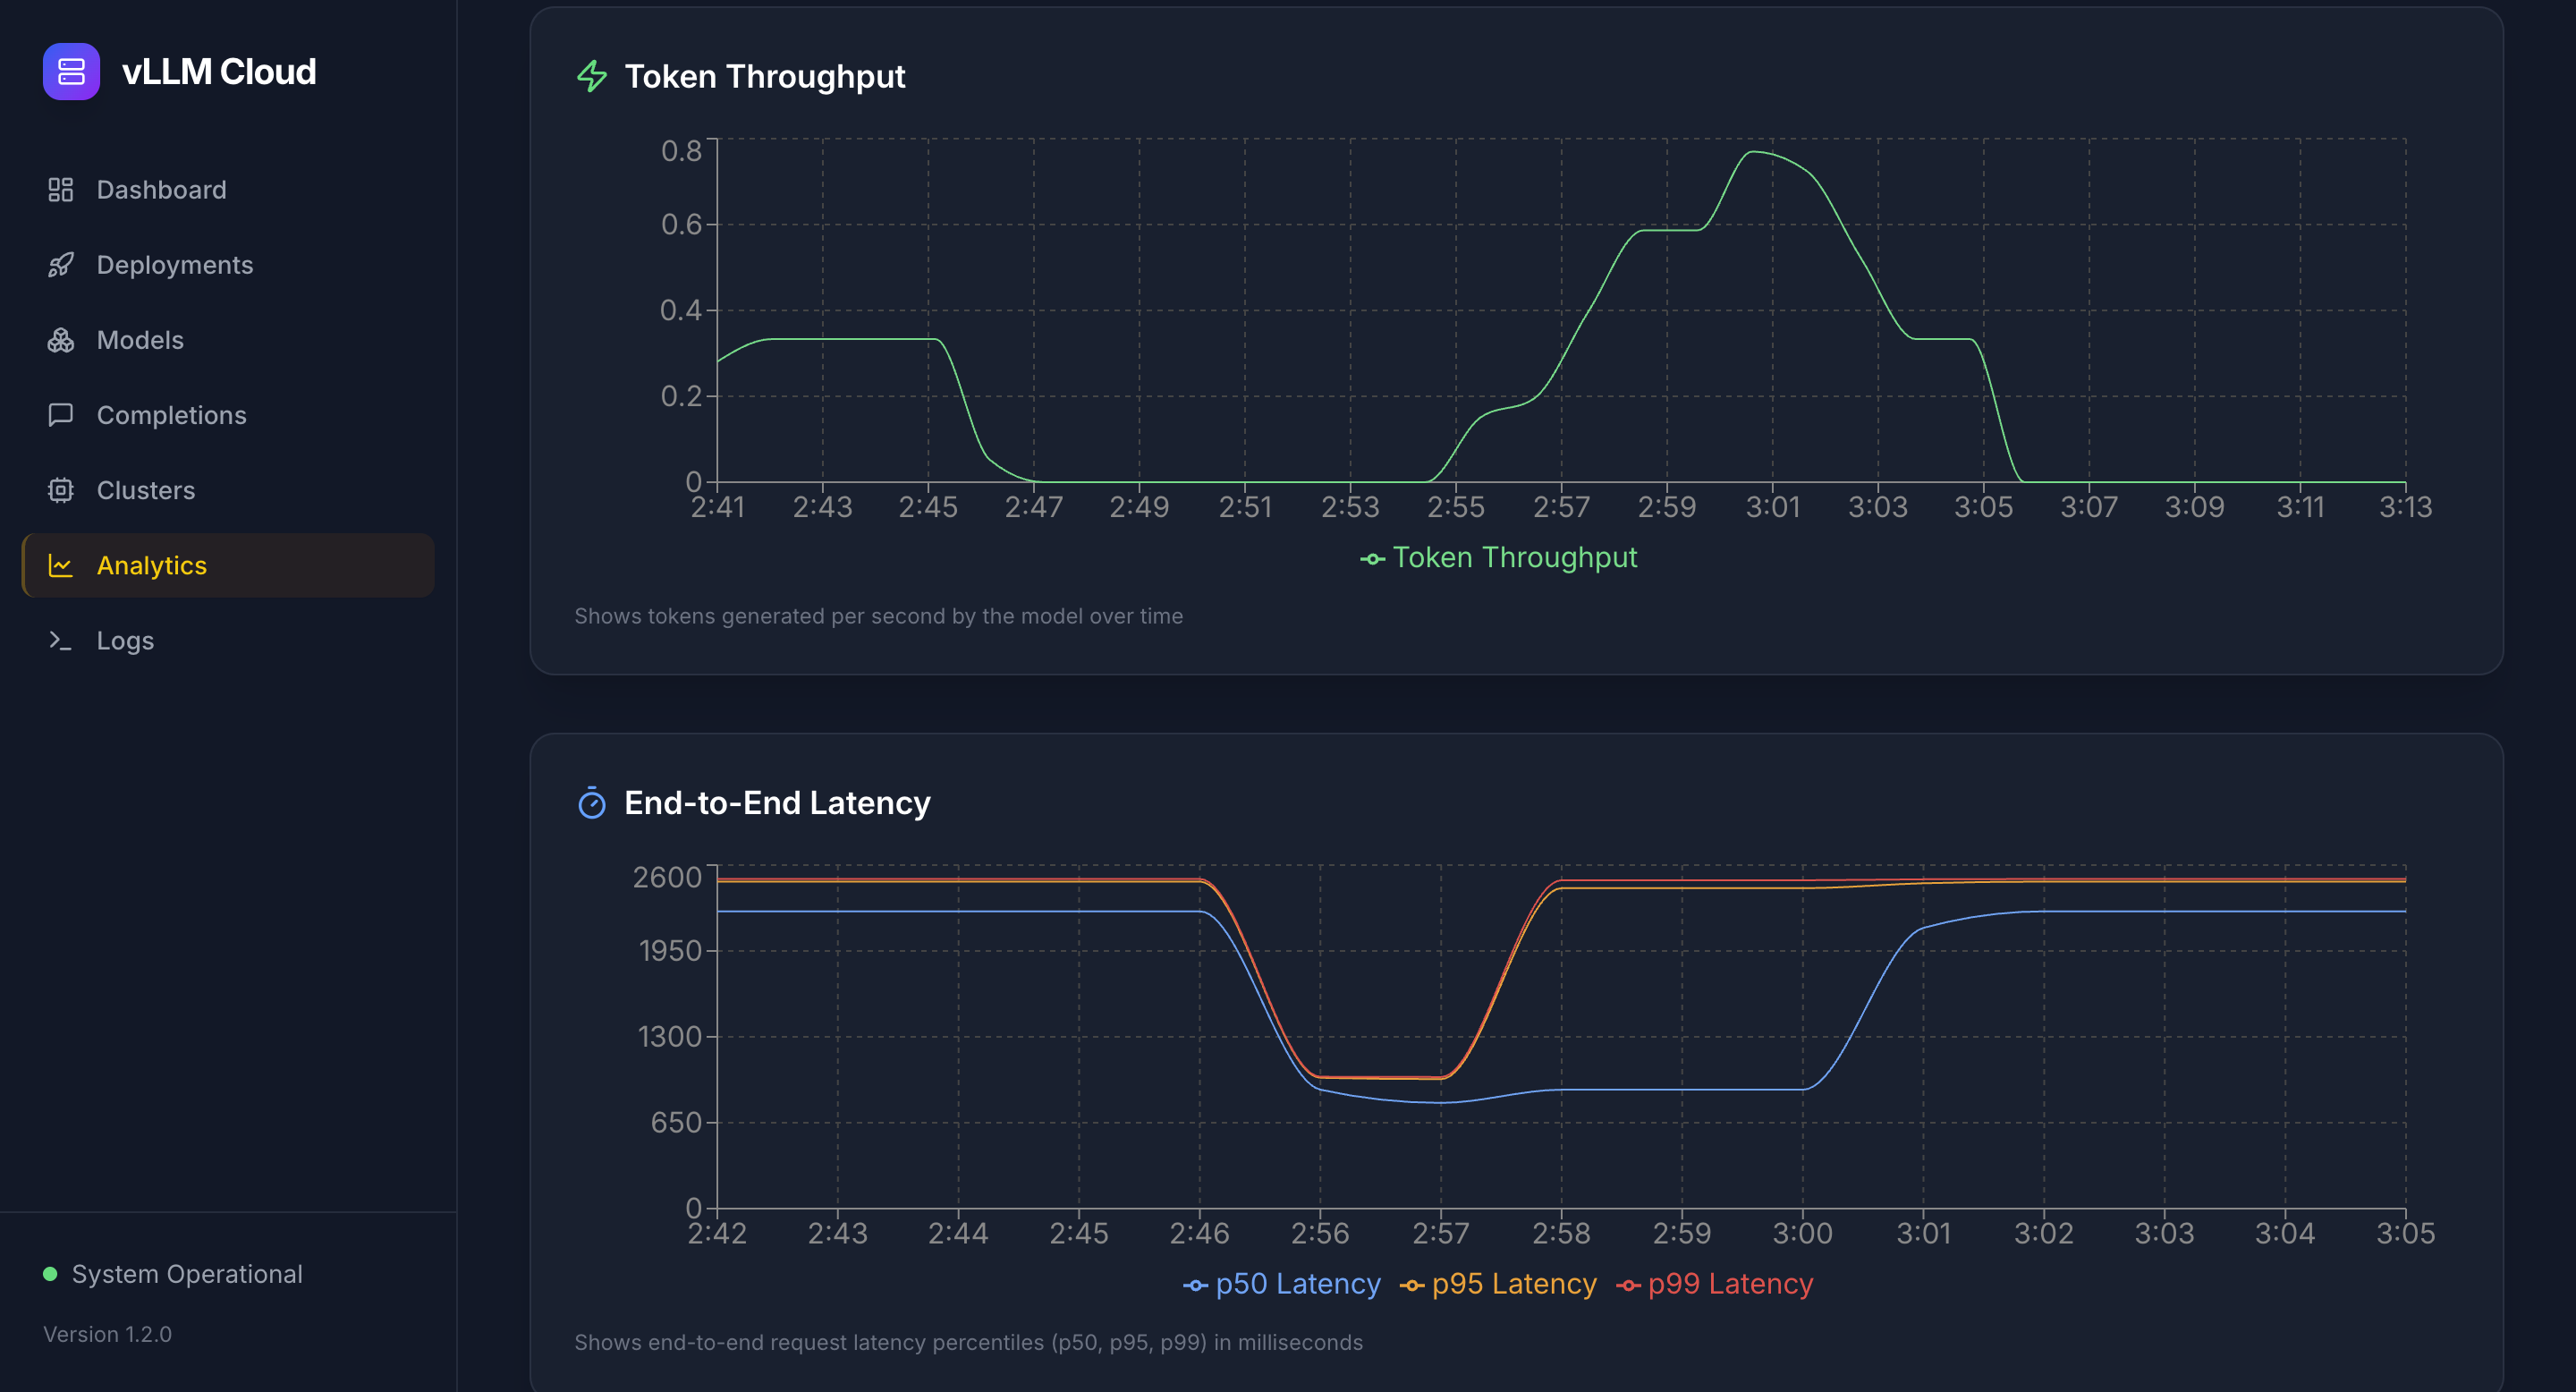 vLLM Cloud
Dashboard
Deployments
Models
Completions
Clusters
Analytics
Logs
System Operational
Version 1.2.0
Token Throughput
0.8
0.6
0.4
0.2
0
2:41 2:43 2:45 2:47 2:49 2:51 2:53 2:55 2:57 2:59 3:01 3:03 3:05 3:07 3:09 3:11 3:13
Token Throughput
Shows tokens generated per second by the model over time
End-to-End Latency
2600
1950
1300
650
0
2:42 2:43 2:44 2:45 2:46 2:56 2:57 2:58 2:59 3:00 3:01 3:02 3:03 3:04 3:05
p50 Latency p95 Latency p99 Latency
Shows end-to-end request latency percentiles (p50, p95, p99) in milliseconds